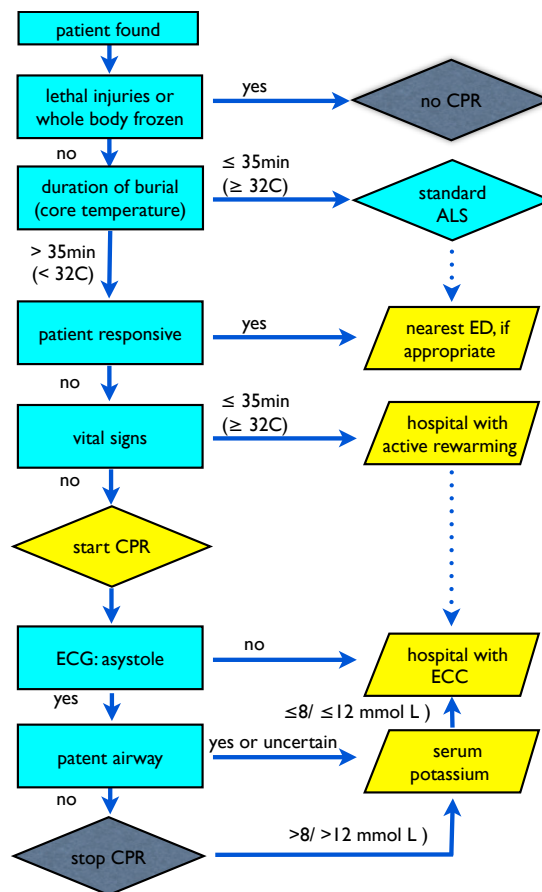 patient found
lethal injuries or
whole body frozen
yes
no CPR
no
duration of burial
(core temperature)
≤ 35min
(≥ 32C)
standard
ALS
> 35min
(< 32C)
patient responsive
yes
nearest ED, if
appropriate
no
vital signs
≤ 35min
(≥ 32C)
hospital with
active rewarming
no
start CPR
ECG: asystole
no
hospital with
ECC
yes
≤8/ ≤12 mmol L )
patent airway
yes or uncertain
serum
potassium
no
stop CPR
>8/ >12 mmol L )